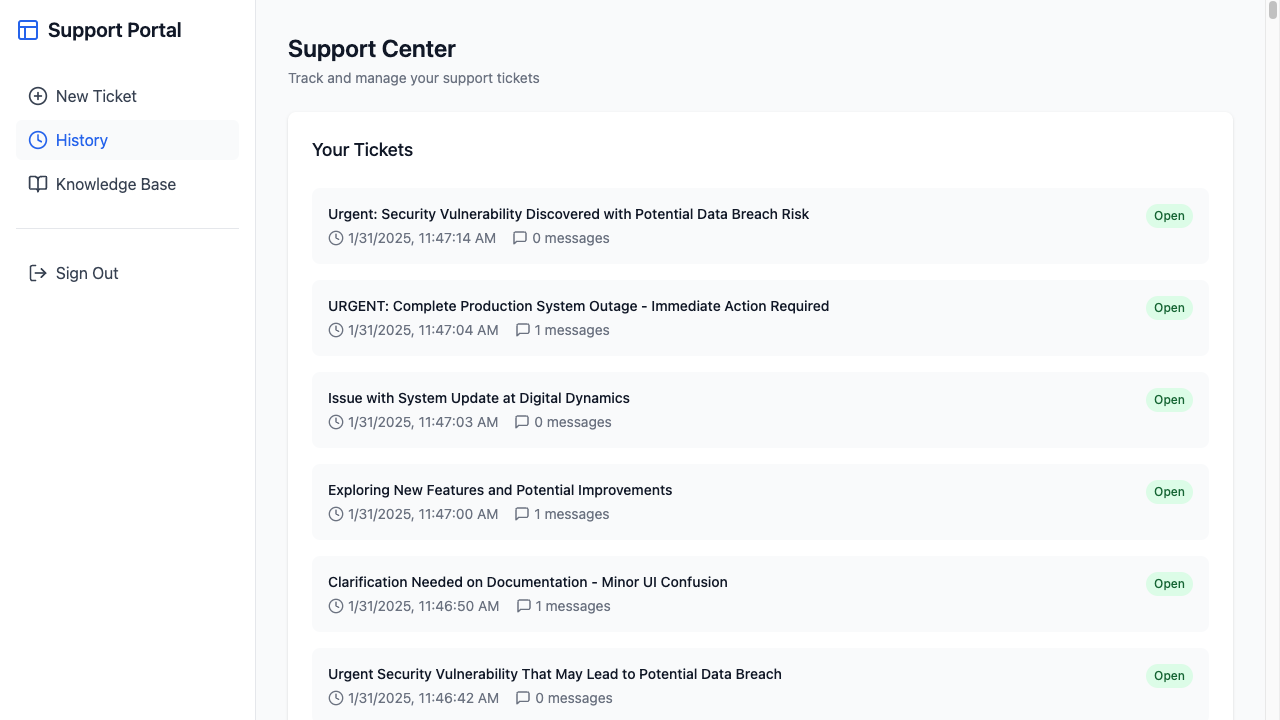 Support Portal
New Ticket
History
Knowledge Base
Sign Out
Support Center
Track and manage your support tickets
Your Tickets
Urgent: Security Vulnerability Discovered with Potential Data Breach Risk
Open
1/31/2025, 11:47:14 AM 0 messages
URGENT: Complete Production System Outage - Immediate Action Required
Open
1/31/2025, 11:47:04 AM 1 messages
Issue with System Update at Digital Dynamics
Open
1/31/2025, 11:47:03 AM 0 messages
Exploring New Features and Potential Improvements
Open
1/31/2025, 11:47:00 AM 1 messages
Clarification Needed on Documentation - Minor UI Confusion
Open
1/31/2025, 11:46:50 AM 1 messages
Urgent Security Vulnerability That May Lead to Potential Data Breach
Open
1/31/2025, 11:46:42 AM 0 messages